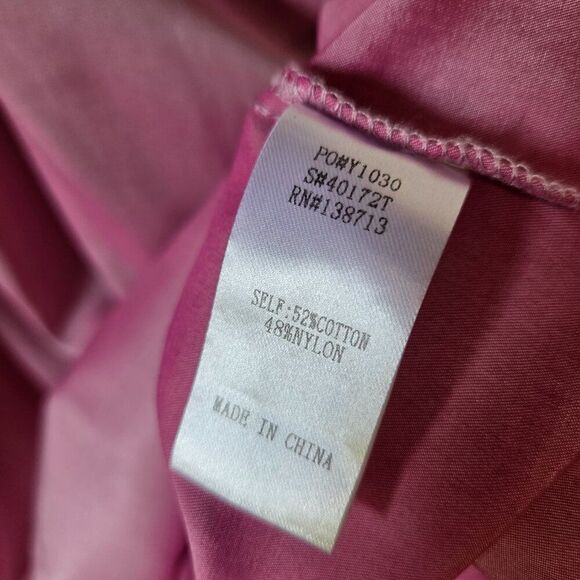 PO#Y1030
S#40172T
RN#138713
SELF:52%COTTON
48%NYLON
MADE IN CHINA